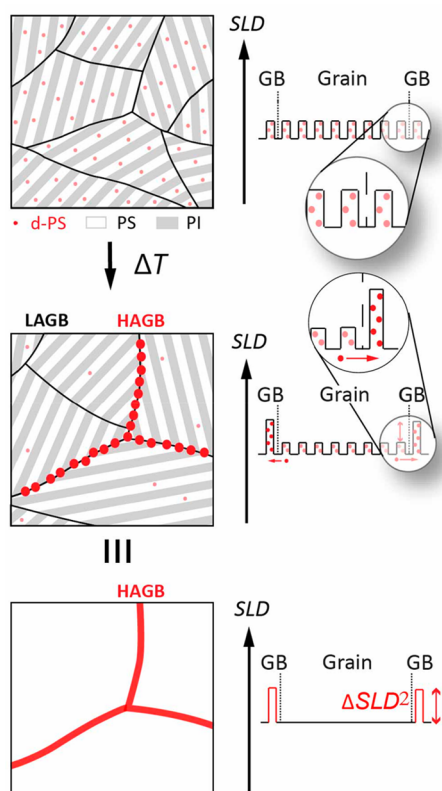 SLD
GB Grain GB
d-PS PS PI
ΔT
LAGB HAGB
SLD
GB Grain GB
HAGB
SLD
GB Grain GB
ΔSLD²